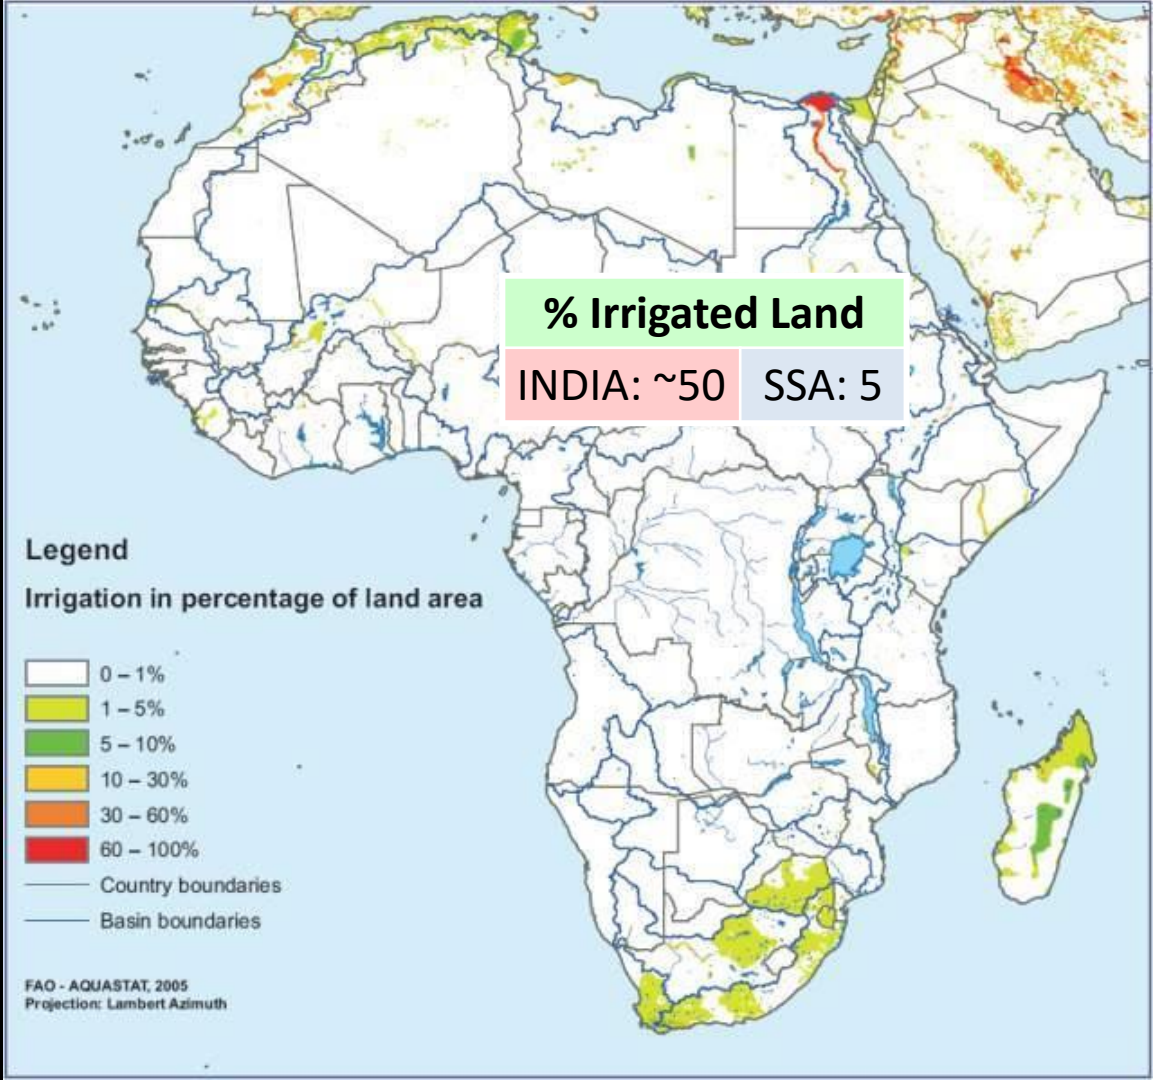 % Irrigated Land
INDIA: ~50 SSA: 5
Legend
Irrigation in percentage of land area
0 – 1%
1 – 5%
5 – 10%
10 – 30%
30 – 60%
60 – 100%
Country boundaries
Basin boundaries
FAO - AQUASTAT, 2005
Projection: Lambert Azimuth